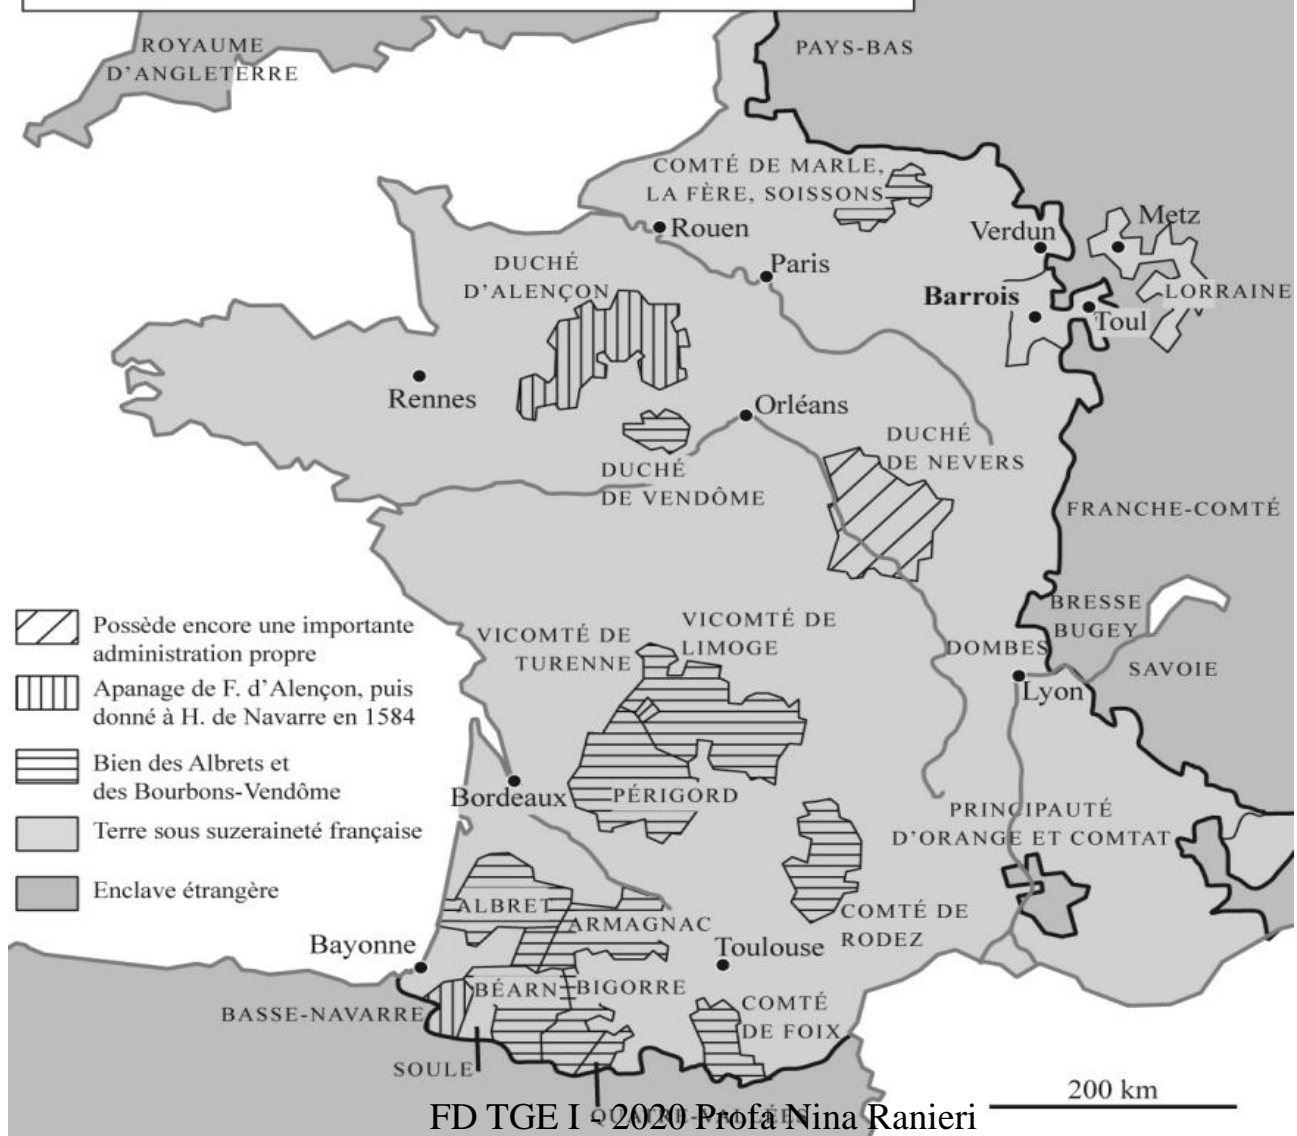 ROYAUME
D'ANGLETERRE
PAYS-BAS
COMTÉ DE MARLE,
LA FÈRE, SOISSONS
Rouen
Verdun
Metz
DUCHÉ
D'ALENÇON
Paris
Barrois
LORRAINE
Toul
Rennes
Orléans
DUCHÉ
DE NEVERS
DUCHÉ
DE VENDÔME
FRANCHE-COMTÉ
Possède encore une importante
administration propre
Apanage de F. d'Alençon, puis
donné à H. de Navarre en 1584
Bien des Albrets et
des Bourbons-Vendôme
Terre sous suzeraineté française
Enclave étrangère
VICOMTÉ DE
TURENNE
VICOMTÉ DE
LIMOGE
BRESSE
BUGEY
DOMBES
SAVOIE
Lyon
Bordeaux
PÉRIGORD
PRINCIPAUTÉ
D'ORANGE ET COMTAT
ALBRET
ARMAGNAC
COMTÉ DE
RODEZ
Bayonne
Toulouse
BÉARN
BIGORRE
BASSE-NAVARRE
COMTÉ
DE FOIX
SOULE
QUATRE-VALLÉES
200 km
FD TGE I - 2020 Profa Nina Ranieri